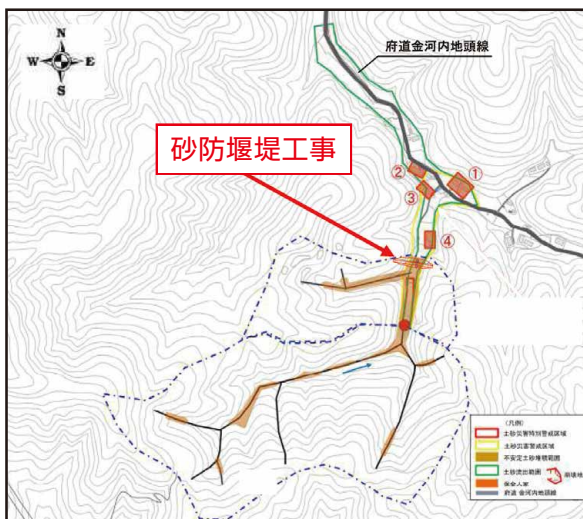 N
W E
S
府道金河内地頭線
砂防堰堤工事
②
①
③
④
(凡例)
土砂災害特別警戒区域
土砂災害警戒区域
不安定土砂堆積範囲
土砂流出範囲
崩壊地
保全人家
府道 金河内地頭線